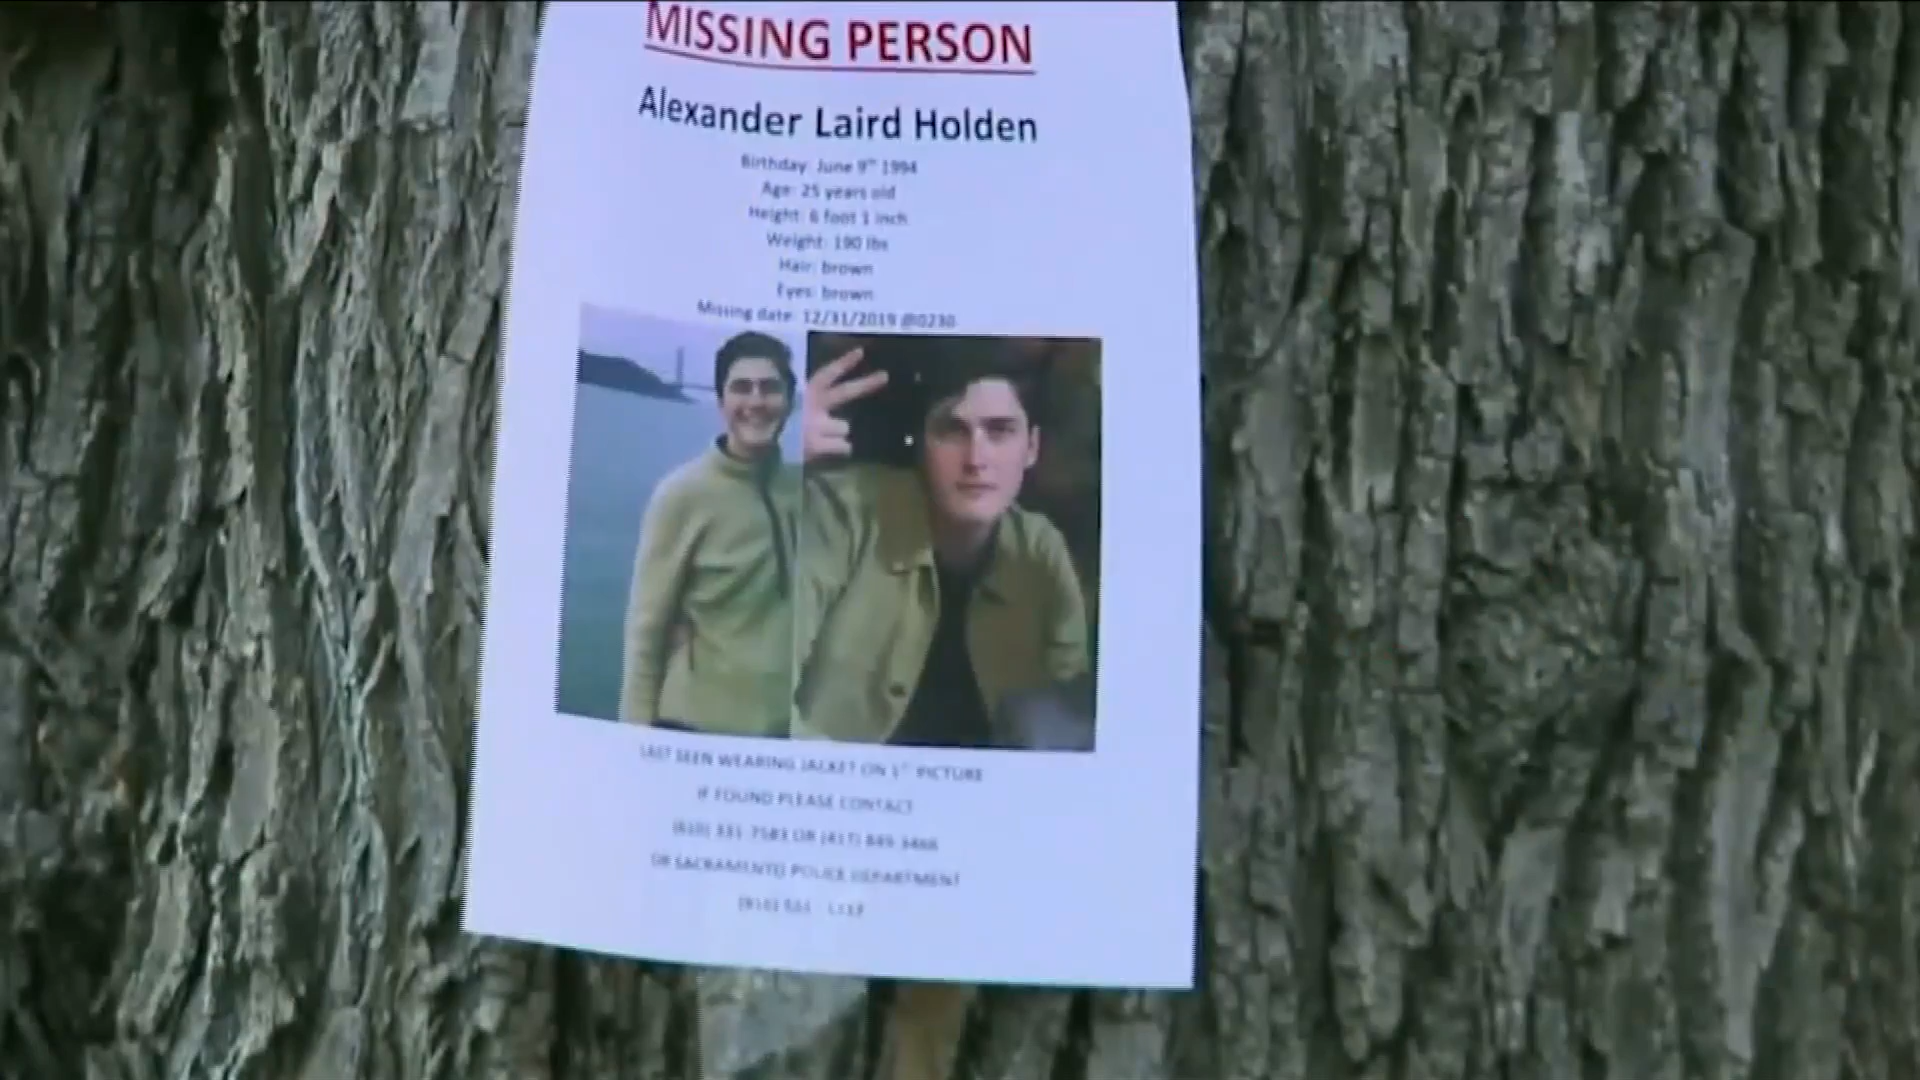 MISSING PERSON
Alexander Laird Holden
Birthday: June 9th 1994
Age: 25 years old
Height: 6 foot 1 inch
Weight: 190 lbs
Hair: brown
Eyes: brown
Missing date: 12/31/2019 @0230
LAST SEEN WEARING JACKET ON 1ST PICTURE
IF FOUND PLEASE CONTACT
OR
OR SACRAMENTO POLICE DEPARTMENT